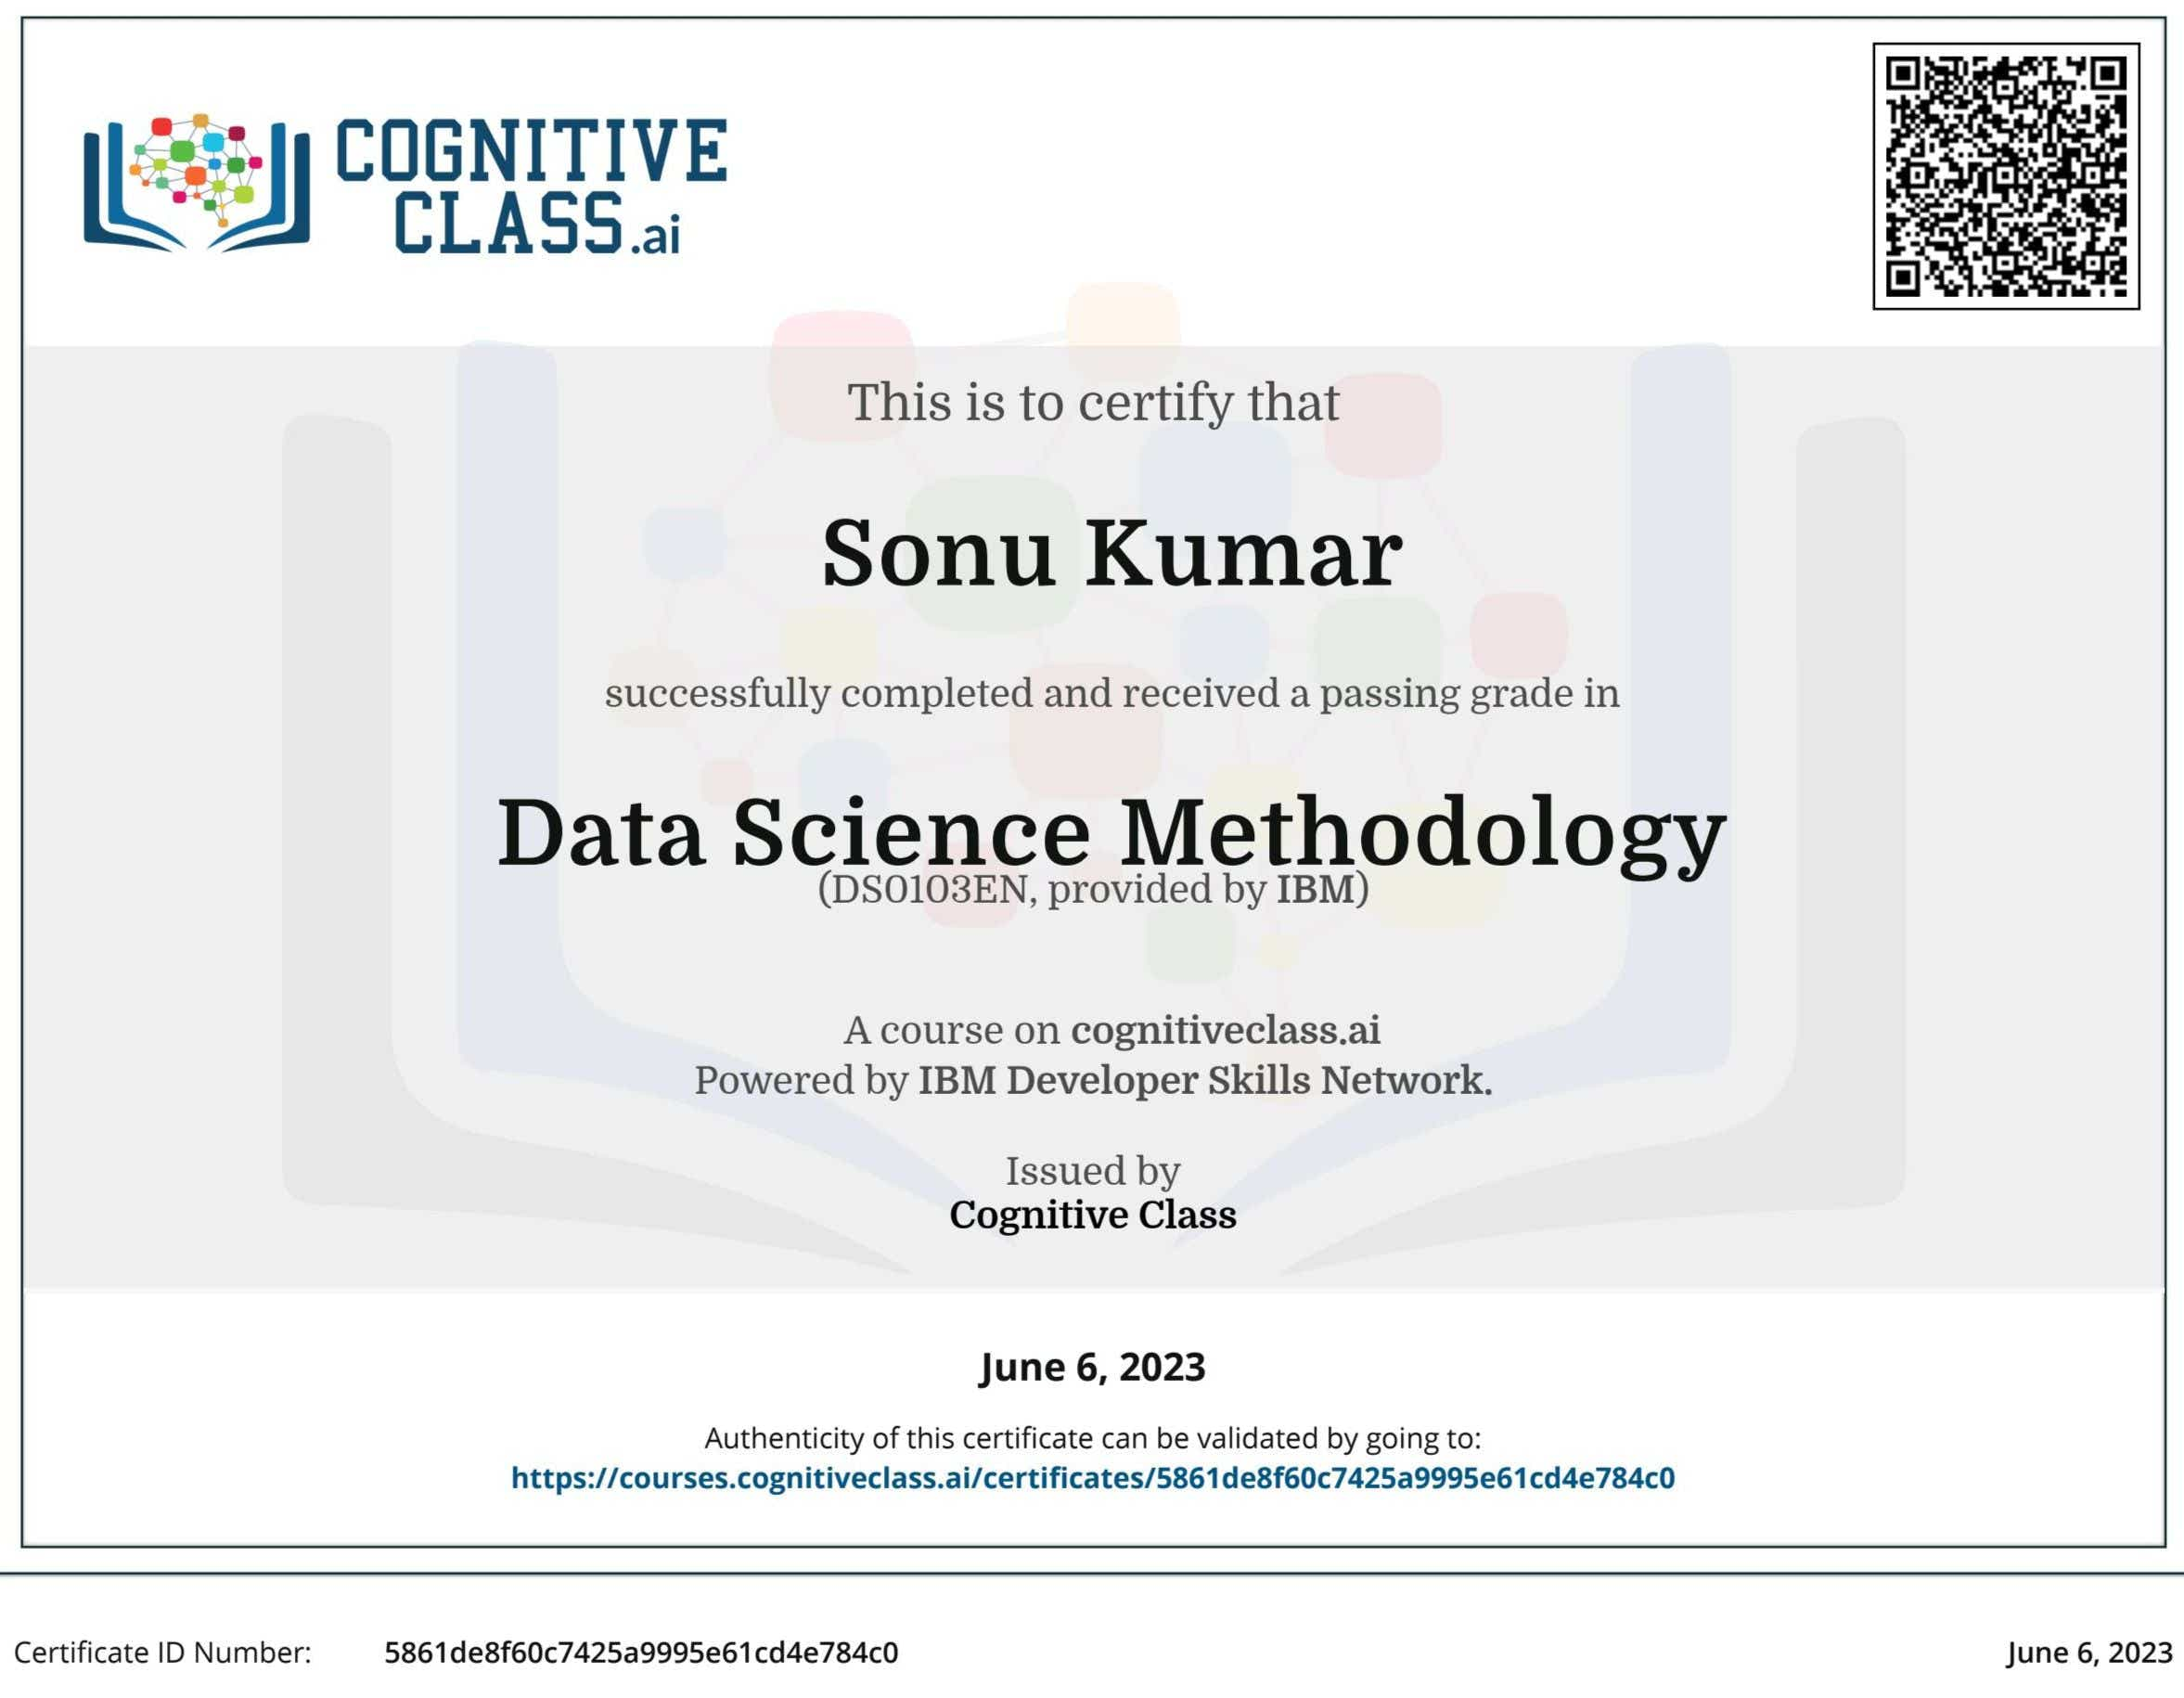 COGNITIVE
CLASS.ai
This is to certify that
Sonu Kumar
successfully completed and received a passing grade in
Data Science Methodology
(DS0103EN, provided by IBM)
A course on cognitiveclass.ai
Powered by IBM Developer Skills Network.
Issued by
Cognitive Class
June 6, 2023
Authenticity of this certificate can be validated by going to:
https://courses.cognitiveclass.ai/certificates/5861de8f60c7425a9995e61cd4e784c0
Certificate ID Number: 5861de8f60c7425a9995e61cd4e784c0 June 6, 2023